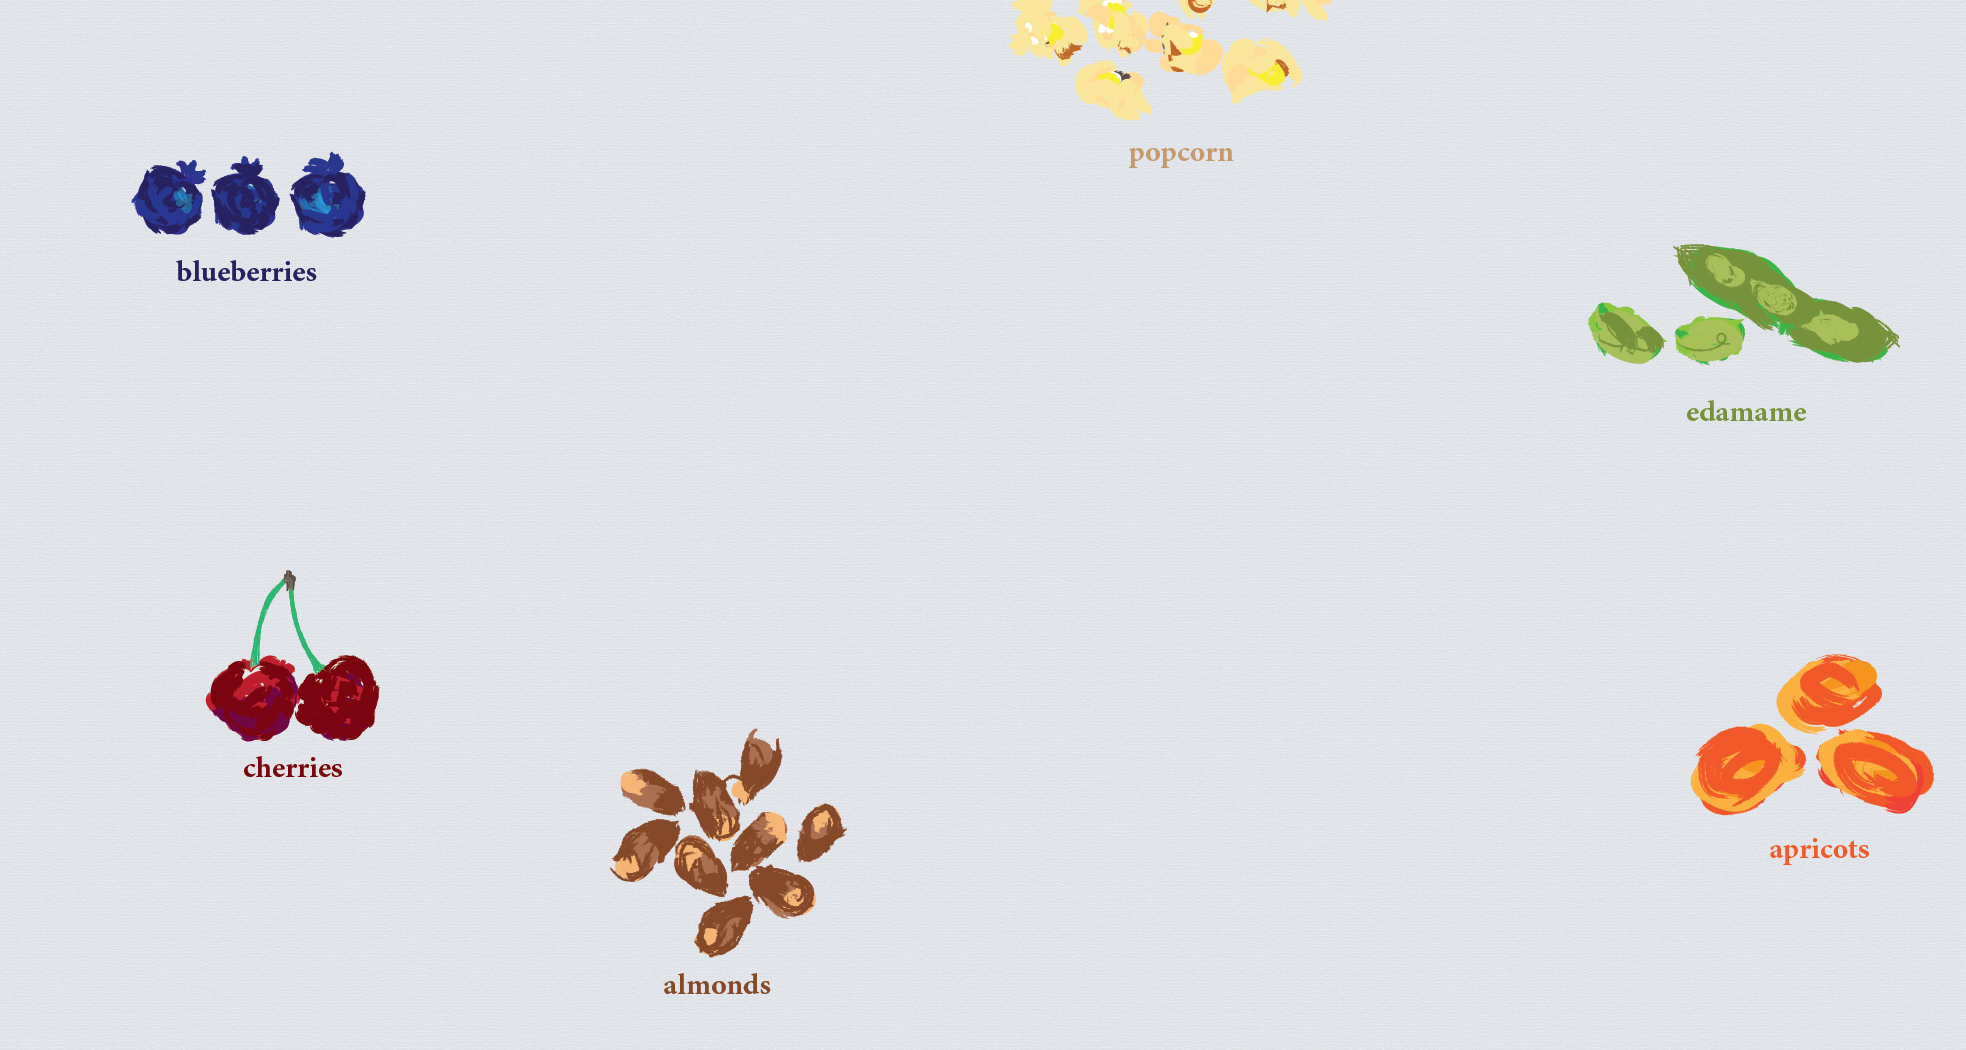 popcorn
blueberries
edamame
cherries
apricots
almonds